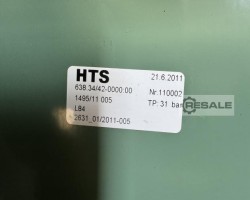 HTS 21.6.2011
638 34/42-0000:00 Nr.110002
1495/11 005 TP: 31 bar
L84
2631_01/2011-005
RESALE